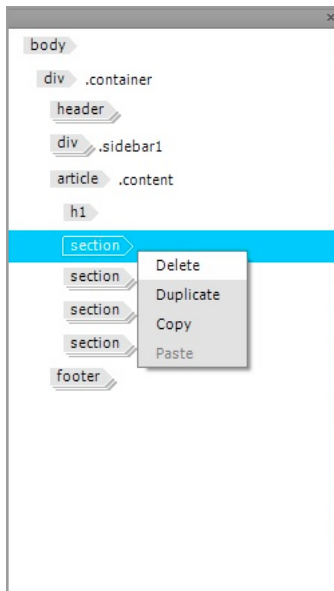 body
div .container
header
div .sidebar1
article .content
h1
section
Delete
section
Duplicate
section
Copy
section
Paste
footer